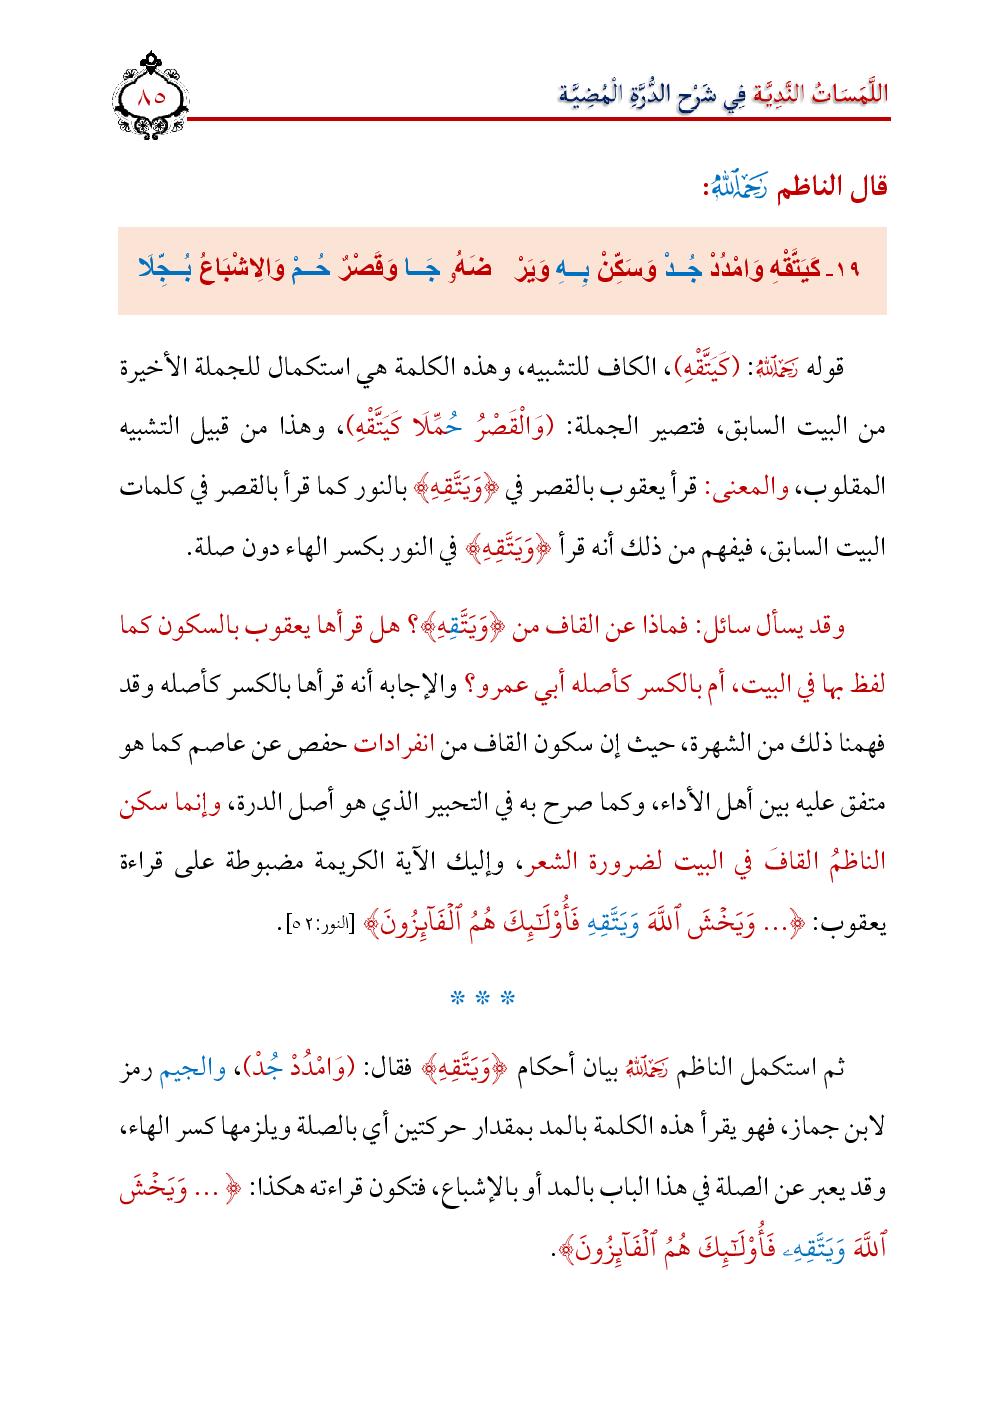 اللَّمَسَاتُ النَّدِيَّة فِي شَرْح الدُّرَّةِ الْمُضِيَّة
٨٥
قال الناظم رَحِمَهُ اللَّهُ:
١٩- كَيَتَّقْهِ وَامْدُدْ جُـدْ وَسَكِّنْ بِـهِ وَيَرْ ضَهُۥ جَـا وَقَصْرٌ حُـمْ وَالِاشْبَاعُ بُـجِّلَا
قوله رَحِمَهُ اللَّهُ: (كَيَتَّقْهِ)، الكاف للتشبيه، وهذه الكلمة هي استكمال للجملة الأخيرة
من البيت السابق، فتصير الجملة: (وَالْقَصْرُ حُمِّلَا كَيَتَّقْهِ)، وهذا من قبيل التشبيه
المقلوب، والمعنى: قرأ يعقوب بالقصر في ﴿وَيَتَّقِهِ﴾ بالنور كما قرأ بالقصر في كلمات
البيت السابق، فيفهم من ذلك أنه قرأ ﴿وَيَتَّقِهِ﴾ في النور بكسر الهاء دون صلة.
وقد يسأل سائل: فماذا عن القاف من ﴿وَيَتَّقِهِ﴾؟ هل قرأها يعقوب بالسكون كما
لفظ بها في البيت، أم بالكسر كأصله أبي عمرو؟ والإجابه أنه قرأها بالكسر كأصله وقد
فهمنا ذلك من الشهرة، حيث إن سكون القاف من انفرادات حفص عن عاصم كما هو
متفق عليه بين أهل الأداء، وكما صرح به في التحبير الذي هو أصل الدرة، وإنما سكن
الناظمُ القافَ في البيت لضرورة الشعر، وإليك الآية الكريمة مضبوطة على قراءة
يعقوب: ﴿... وَيَخْشَ ٱللَّهَ وَيَتَّقِهِ فَأُوْلَـٰٓئِكَ هُمُ ٱلْفَآئِزُونَ﴾ [النور:٥٢].
* * *
ثم استكمل الناظم رَحِمَهُ اللَّهُ بيان أحكام ﴿وَيَتَّقِهِ﴾ فقال: (وَامْدُدْ جُدْ)، والجيم رمز
لابن جماز، فهو يقرأ هذه الكلمة بالمد بمقدار حركتين أي بالصلة ويلزمها كسر الهاء،
وقد يعبر عن الصلة في هذا الباب بالمد أو بالإشباع، فتكون قراءته هكذا: ﴿... وَيَخْشَ
ٱللَّهَ وَيَتَّقِهِۦ فَأُوْلَـٰٓئِكَ هُمُ ٱلْفَآئِزُونَ﴾.